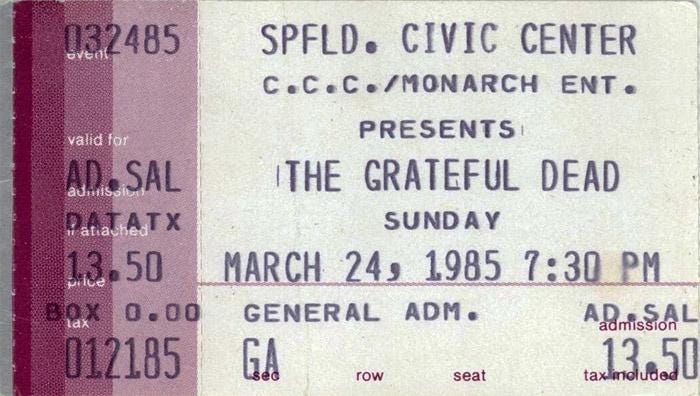 032485
event
valid for
AD.SAL
admission
DATATX
if attached
13.50
price
BOX 0.00
tax
012185
SPFLD. CIVIC CENTER
C.C.C./MONARCH ENT.
PRESENTS
THE GRATEFUL DEAD
SUNDAY
MARCH 24, 1985 7:30 PM
GENERAL ADM. AD.SAL
admission
GA 13.50
sec row seat tax included